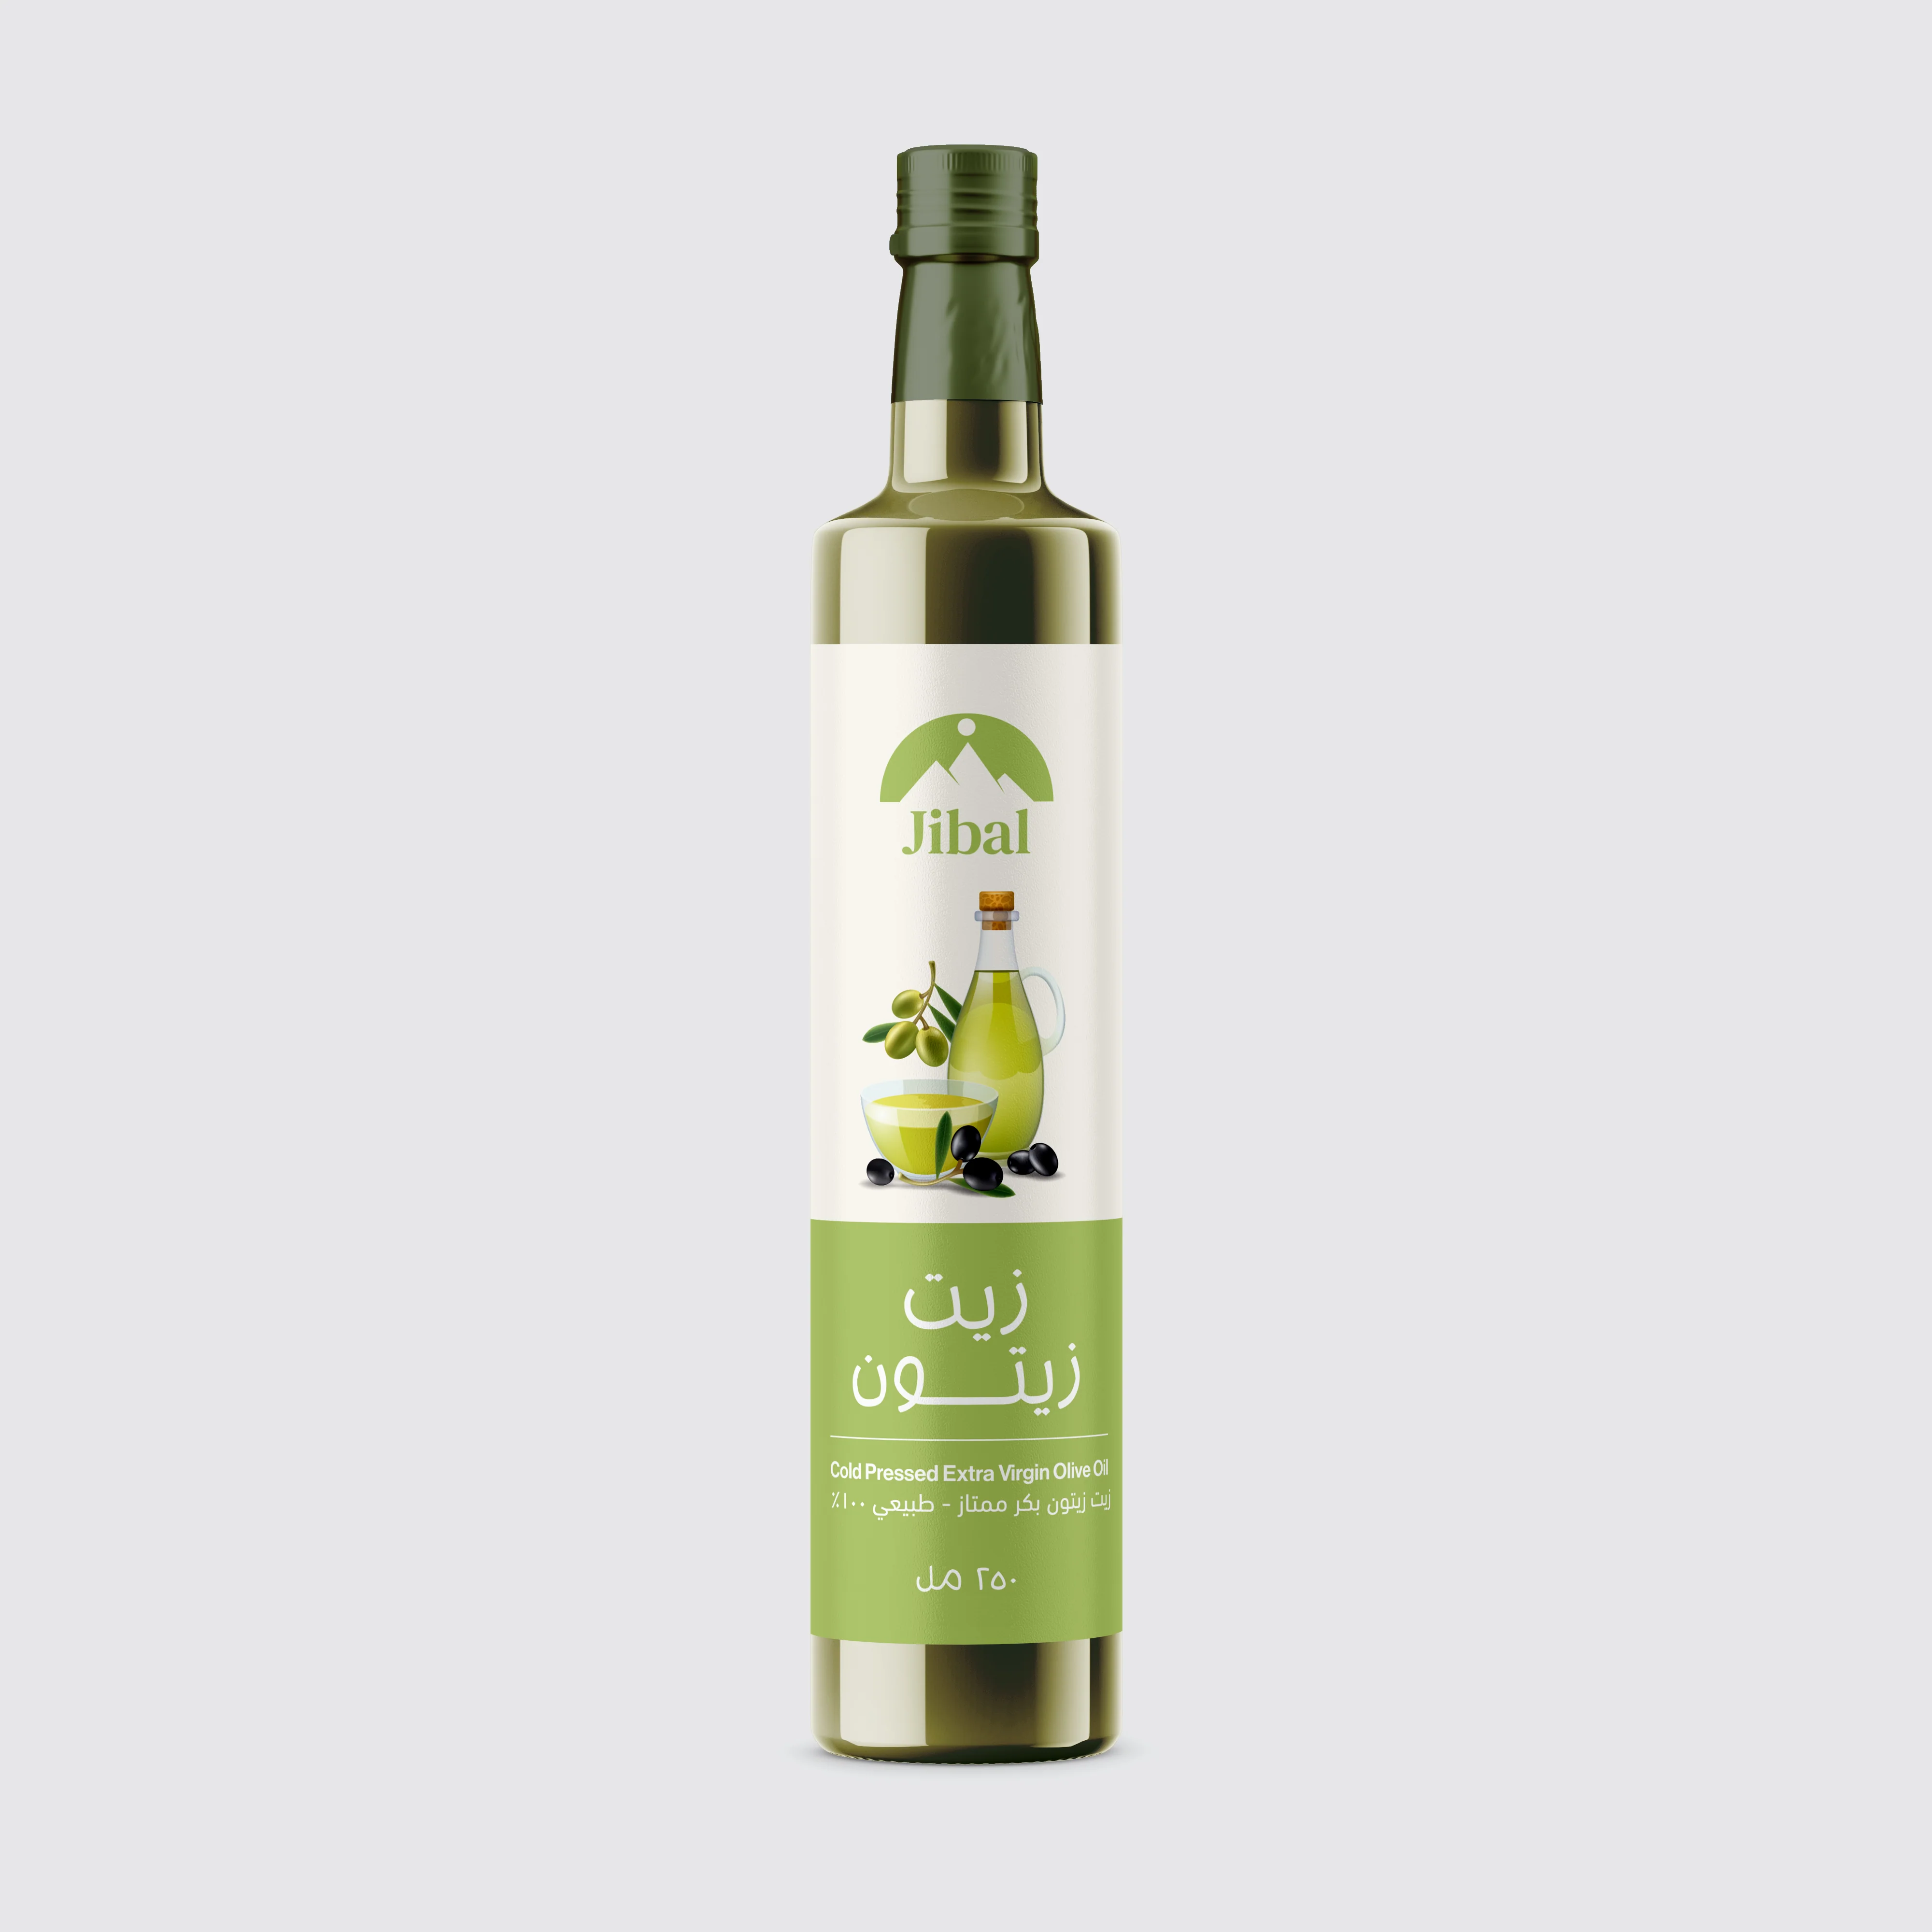 Jibal
زيت
زيتـــون
Cold Pressed Extra Virgin Olive Oil
زيت زيتون بكر ممتاز - طبيعي ١٠٠٪
٢٥٠ مل